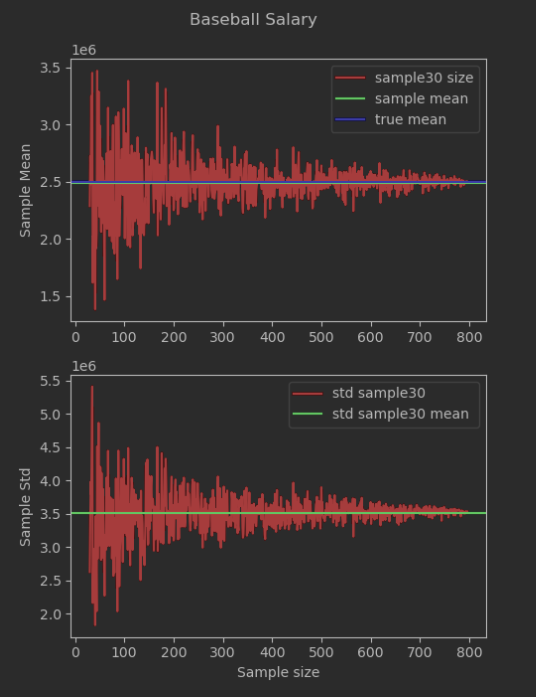 Baseball Salary
1e6
3.5
3.0
2.5
2.0
1.5
Sample Mean
sample30 size
sample mean
true mean
0 100 200 300 400 500 600 700 800
1e6
5.5
5.0
4.5
4.0
3.5
3.0
2.5
2.0
Sample Std
std sample30
std sample30 mean
0 100 200 300 400 500 600 700 800
Sample size